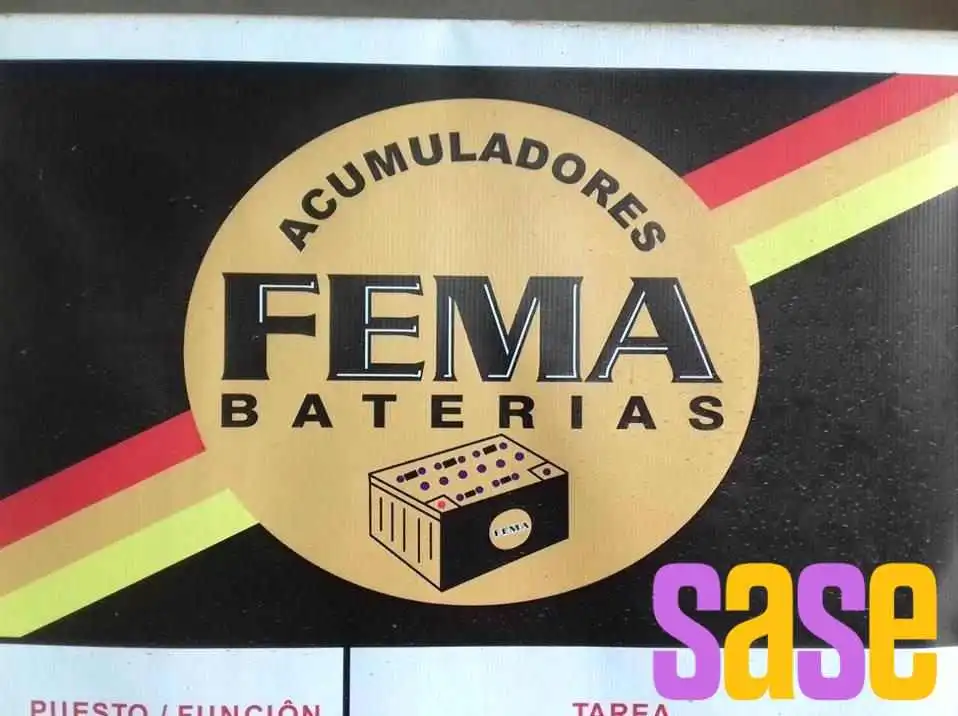 ACUMULADORES
FEMA
BATERIAS
FEMA
sase
PUESTO / FUNCIÓN TAREA